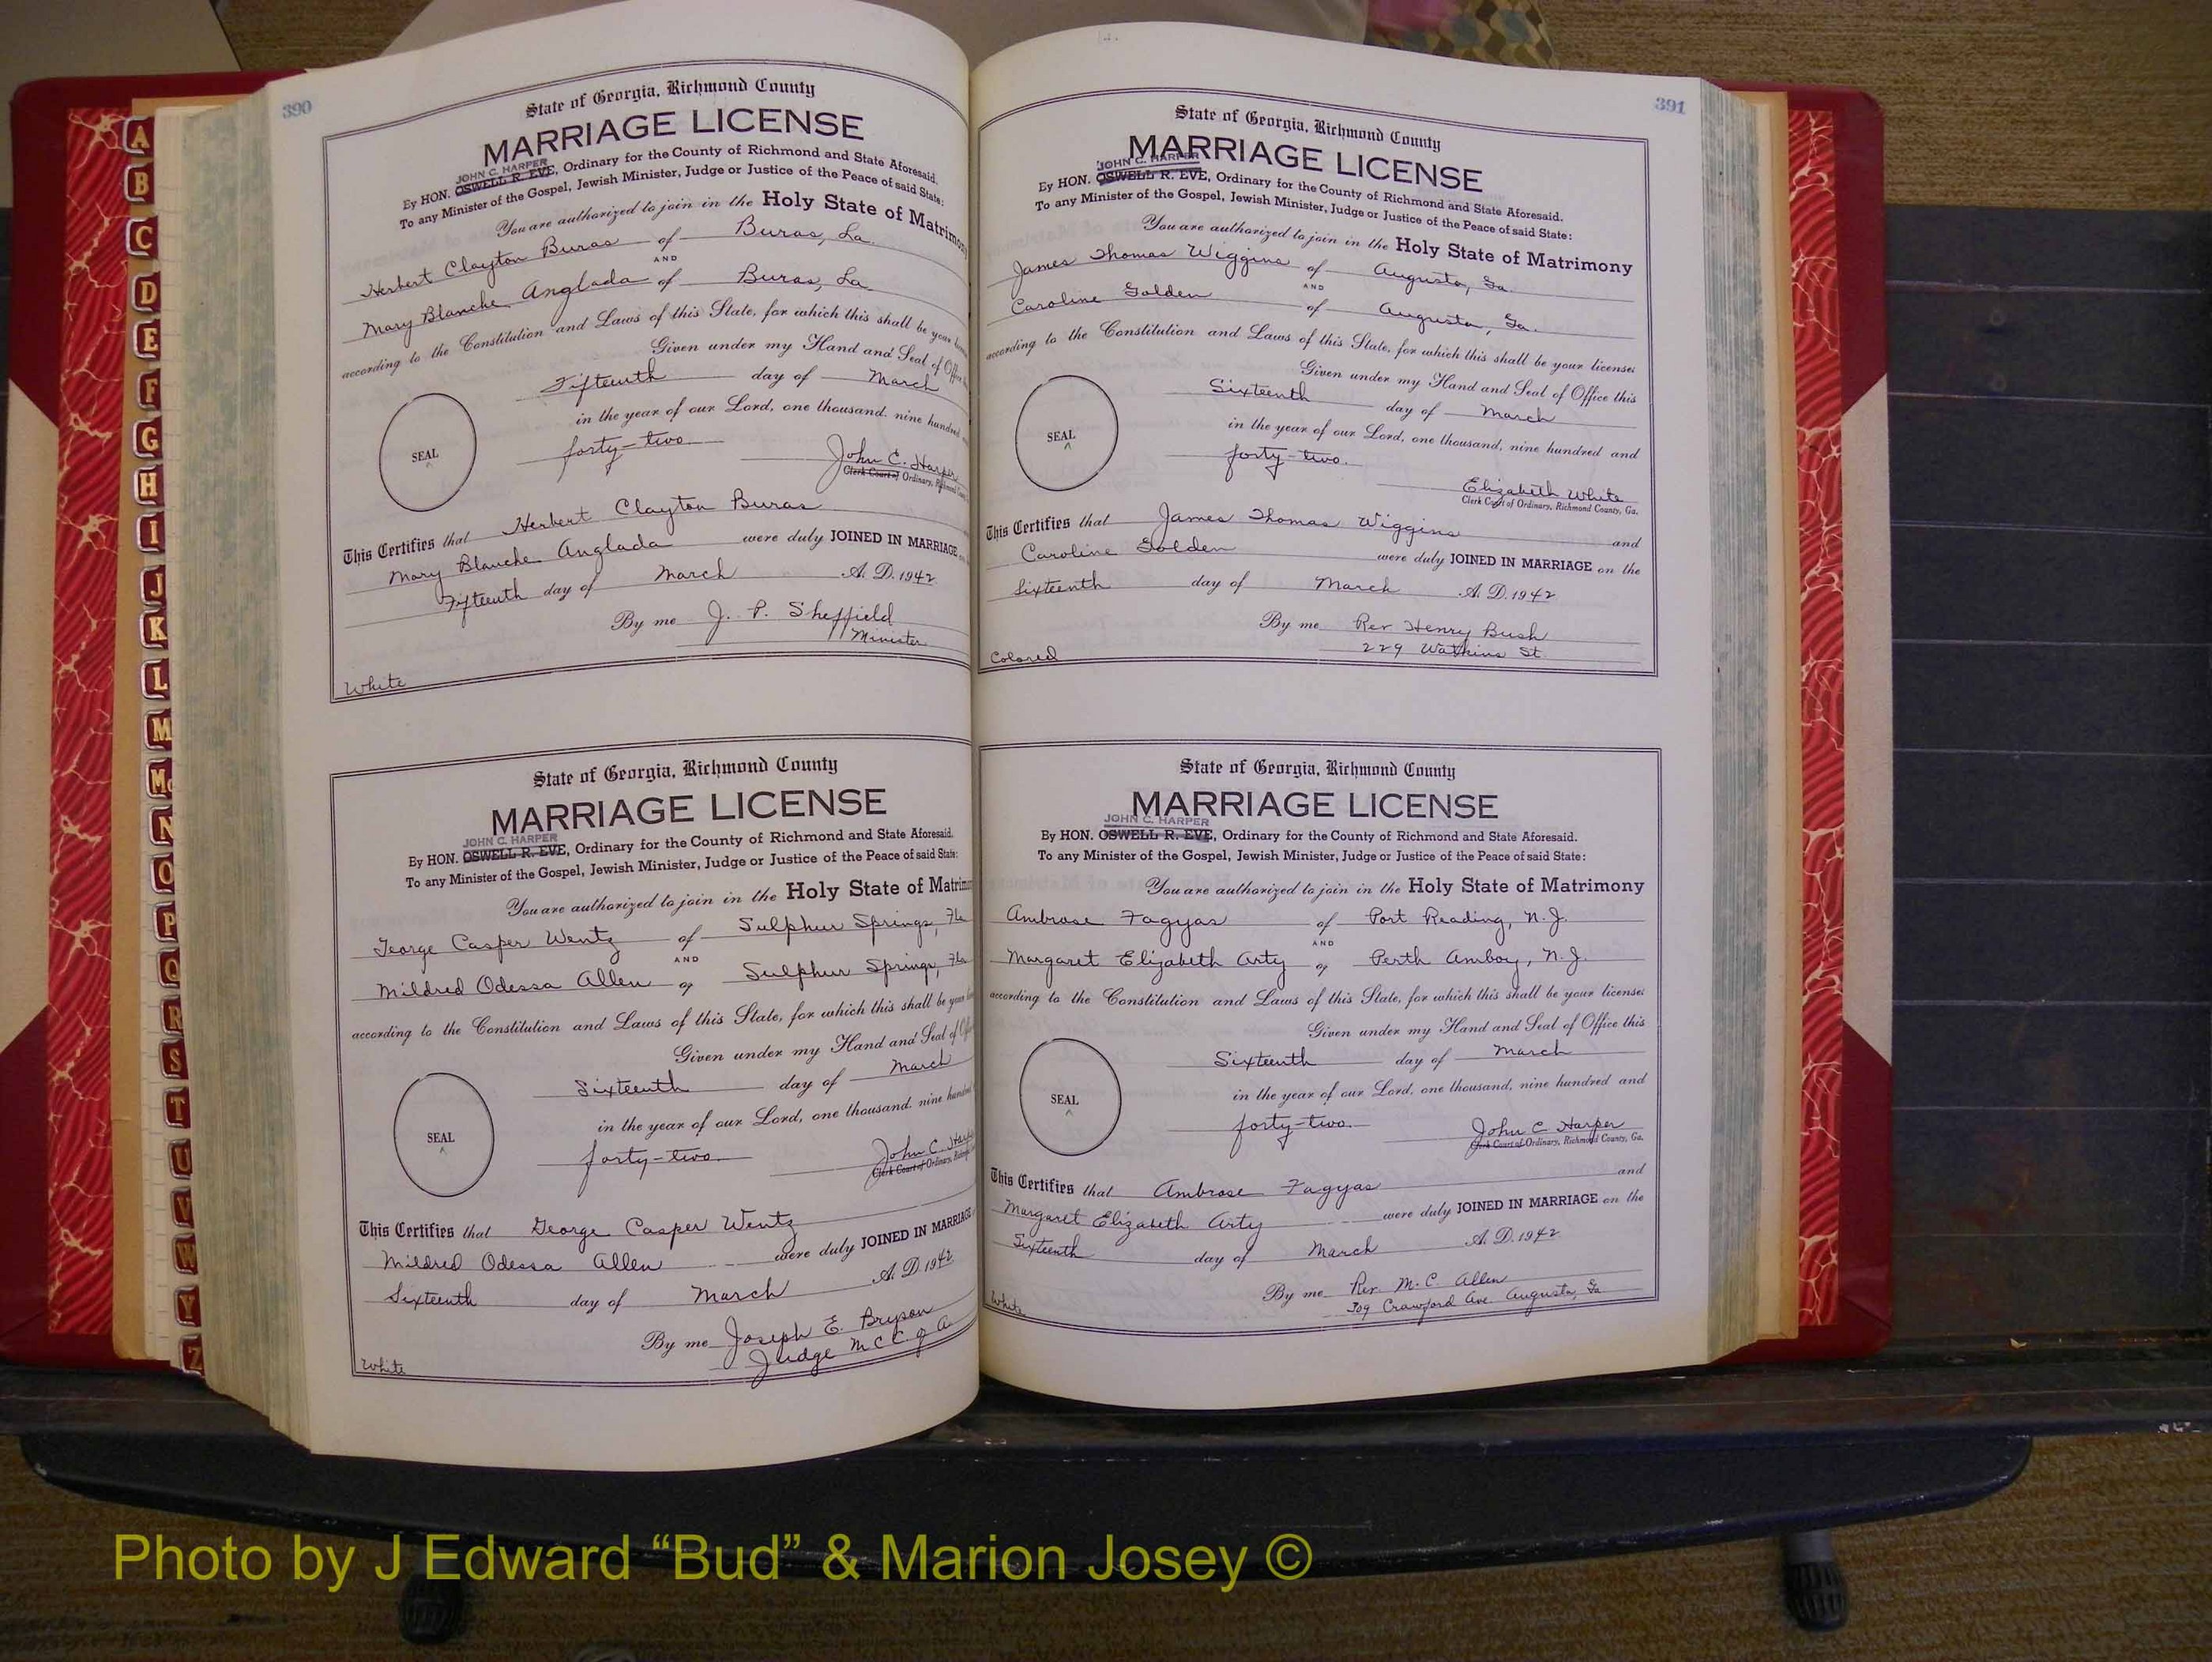 A
B
C
D
E
F
G
H
I
J
K
L
M
Mc
N
O
P
Q
R
S
T
U
V
W
Y
Z
390
State of Georgia, Richmond County
MARRIAGE LICENSE
JOHN C. HARPER
By HON. OSWELL R. EVE, Ordinary for the County of Richmond and State Aforesaid.
To any Minister of the Gospel, Jewish Minister, Judge or Justice of the Peace of said State:
You are authorized to join in the Holy State of Matrimony
Herbert Clayton Buras of Buras, La.
AND
Mary Blanche Anglada of Buras, La.
according to the Constitution and Laws of this State, for which this shall be your
Given under my Hand and Seal of Office
Fifteenth day of March
in the year of our Lord, one thousand, nine hundred
forty-two
SEAL
John C. Harper
Clerk Court of Ordinary, Richmond
This Certifies that Herbert Clayton Buras
Mary Blanche Anglada were duly JOINED IN MARRIAGE
Fifteenth day of March A. D. 1942
By me J. P. Sheffield
Minister
White
State of Georgia, Richmond County
MARRIAGE LICENSE
JOHN C. HARPER
By HON. OSWELL R. EVE, Ordinary for the County of Richmond and State Aforesaid.
To any Minister of the Gospel, Jewish Minister, Judge or Justice of the Peace of said State:
You are authorized to join in the Holy State of Matrimony
George Casper Wentz of Sulphur Springs, Fla
AND
Mildred Odessa Allen of Sulphur Springs, Fla
according to the Constitution and Laws of this State, for which this shall be your
Given under my Hand and Seal of
Sixteenth day of March
in the year of our Lord, one thousand, nine hundred
forty-two
SEAL
John C. Harper
Clerk Court of Ordinary,
This Certifies that George Casper Wentz
Mildred Odessa Allen were duly JOINED IN MARRIAGE
Sixteenth day of March A. D. 1942
By me Joseph E. Bryson
Judge M C C of A
White
391
State of Georgia, Richmond County
MARRIAGE LICENSE
JOHN C. HARPER
By HON. OSWELL R. EVE, Ordinary for the County of Richmond and State Aforesaid.
To any Minister of the Gospel, Jewish Minister, Judge or Justice of the Peace of said State:
You are authorized to join in the Holy State of Matrimony
James Thomas Wiggins of Augusta, Ga.
AND
Caroline Golden of Augusta, Ga.
according to the Constitution and Laws of this State, for which this shall be your license:
Given under my Hand and Seal of Office this
Sixteenth day of March
in the year of our Lord, one thousand, nine hundred and
forty-two.
SEAL
Elizabeth White
Clerk Court of Ordinary, Richmond County, Ga.
This Certifies that James Thomas Wiggins and
Caroline Golden were duly JOINED IN MARRIAGE on the
Sixteenth day of March A. D. 1942
By me Rev Henry Bush
229 Watkins St.
Colored
State of Georgia, Richmond County
MARRIAGE LICENSE
JOHN C. HARPER
By HON. OSWELL R. EVE, Ordinary for the County of Richmond and State Aforesaid.
To any Minister of the Gospel, Jewish Minister, Judge or Justice of the Peace of said State:
You are authorized to join in the Holy State of Matrimony
Ambrose Fagyas of Port Reading, N.J.
AND
Margaret Elizabeth Arty of Perth Amboy, N.J.
according to the Constitution and Laws of this State, for which this shall be your license:
Given under my Hand and Seal of Office this
Sixteenth day of March
in the year of our Lord, one thousand, nine hundred and
forty-two.
SEAL
John C Harper
Clerk Court of Ordinary, Richmond County, Ga.
This Certifies that Ambrose Fagyas and
Margaret Elizabeth Arty were duly JOINED IN MARRIAGE on the
Sixteenth day of March A. D. 1942
By me Rev M. C. Allen
309 Crawford Ave. Augusta, Ga
White
Photo by J Edward “Bud” & Marion Josey ©